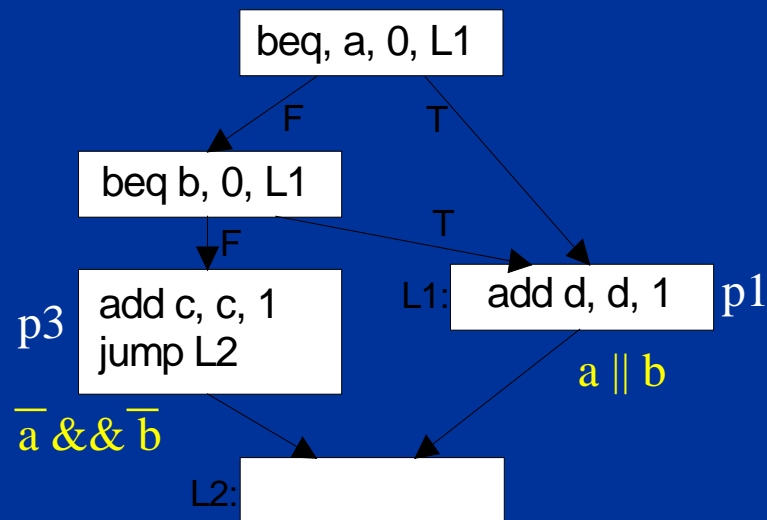 beq, a, 0, L1
F
T
beq b, 0, L1
T
F
p3
add c, c, 1
jump L2
L1:
add d, d, 1
p1
a || b
a̅ && b̅
L2: